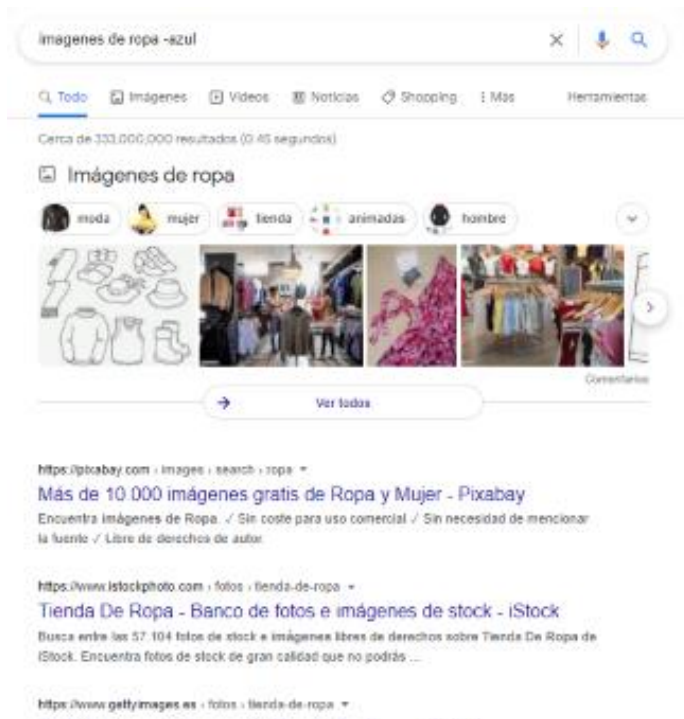 imagenes de ropa -azul
Todo Imágenes Videos Noticias Shopping Más Herramientas
Cerca de 333,000,000 resultados (0.45 segundos)
Imágenes de ropa
moda mujer tienda animadas hombre
Comentarios
Ver todos
https://pixabay.com › images › search › ropa
Más de 10 000 imágenes gratis de Ropa y Mujer - Pixabay
Encuentra imágenes de Ropa. ✓ Sin coste para uso comercial ✓ Sin necesidad de mencionar
la fuente ✓ Libre de derechos de autor
https://www.istockphoto.com › fotos › tienda-de-ropa
Tienda De Ropa - Banco de fotos e imágenes de stock - iStock
Busca entre las 57.104 fotos de stock e imágenes libres de derechos sobre Tienda De Ropa de
iStock. Encuentra fotos de stock de gran calidad que no podrás ...
https://www.gettyimages.es › fotos › tienda-de-ropa